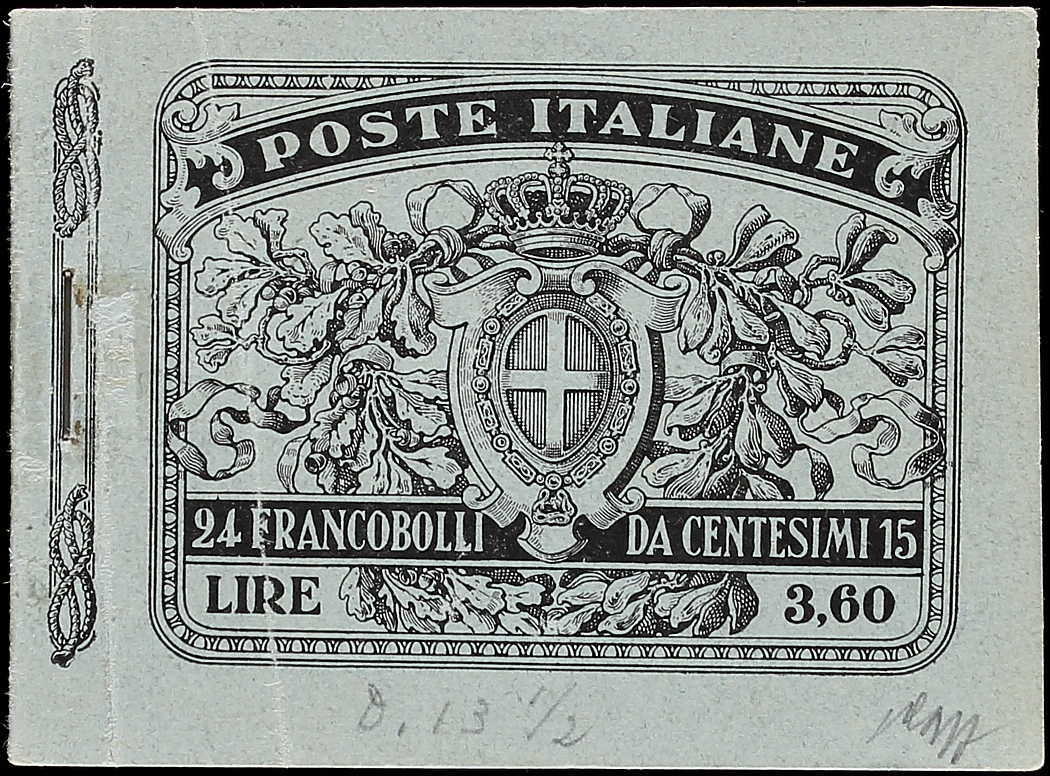 POSTE ITALIANE
24 FRANCOBOLLI DA CENTESIMI 15
LIRE 3,60
D. 13 1/2